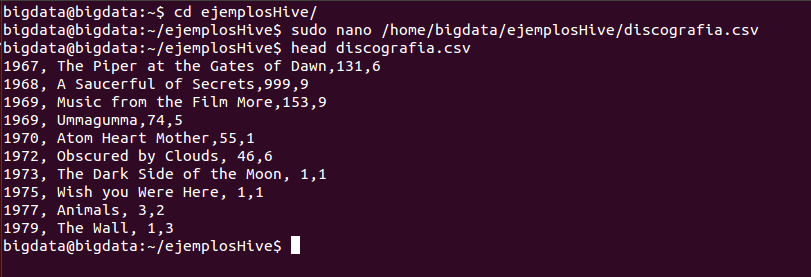 bigdata@bigdata:~$ cd ejemplosHive/
bigdata@bigdata:~/ejemplosHive$ sudo nano /home/bigdata/ejemplosHive/discografia.csv
bigdata@bigdata:~/ejemplosHive$ head discografia.csv
1967, The Piper at the Gates of Dawn,131,6
1968, A Saucerful of Secrets,999,9
1969, Music from the Film More,153,9
1969, Ummagumma,74,5
1970, Atom Heart Mother,55,1
1972, Obscured by Clouds, 46,6
1973, The Dark Side of the Moon, 1,1
1975, Wish you Were Here, 1,1
1977, Animals, 3,2
1979, The Wall, 1,3
bigdata@bigdata:~/ejemplosHive$